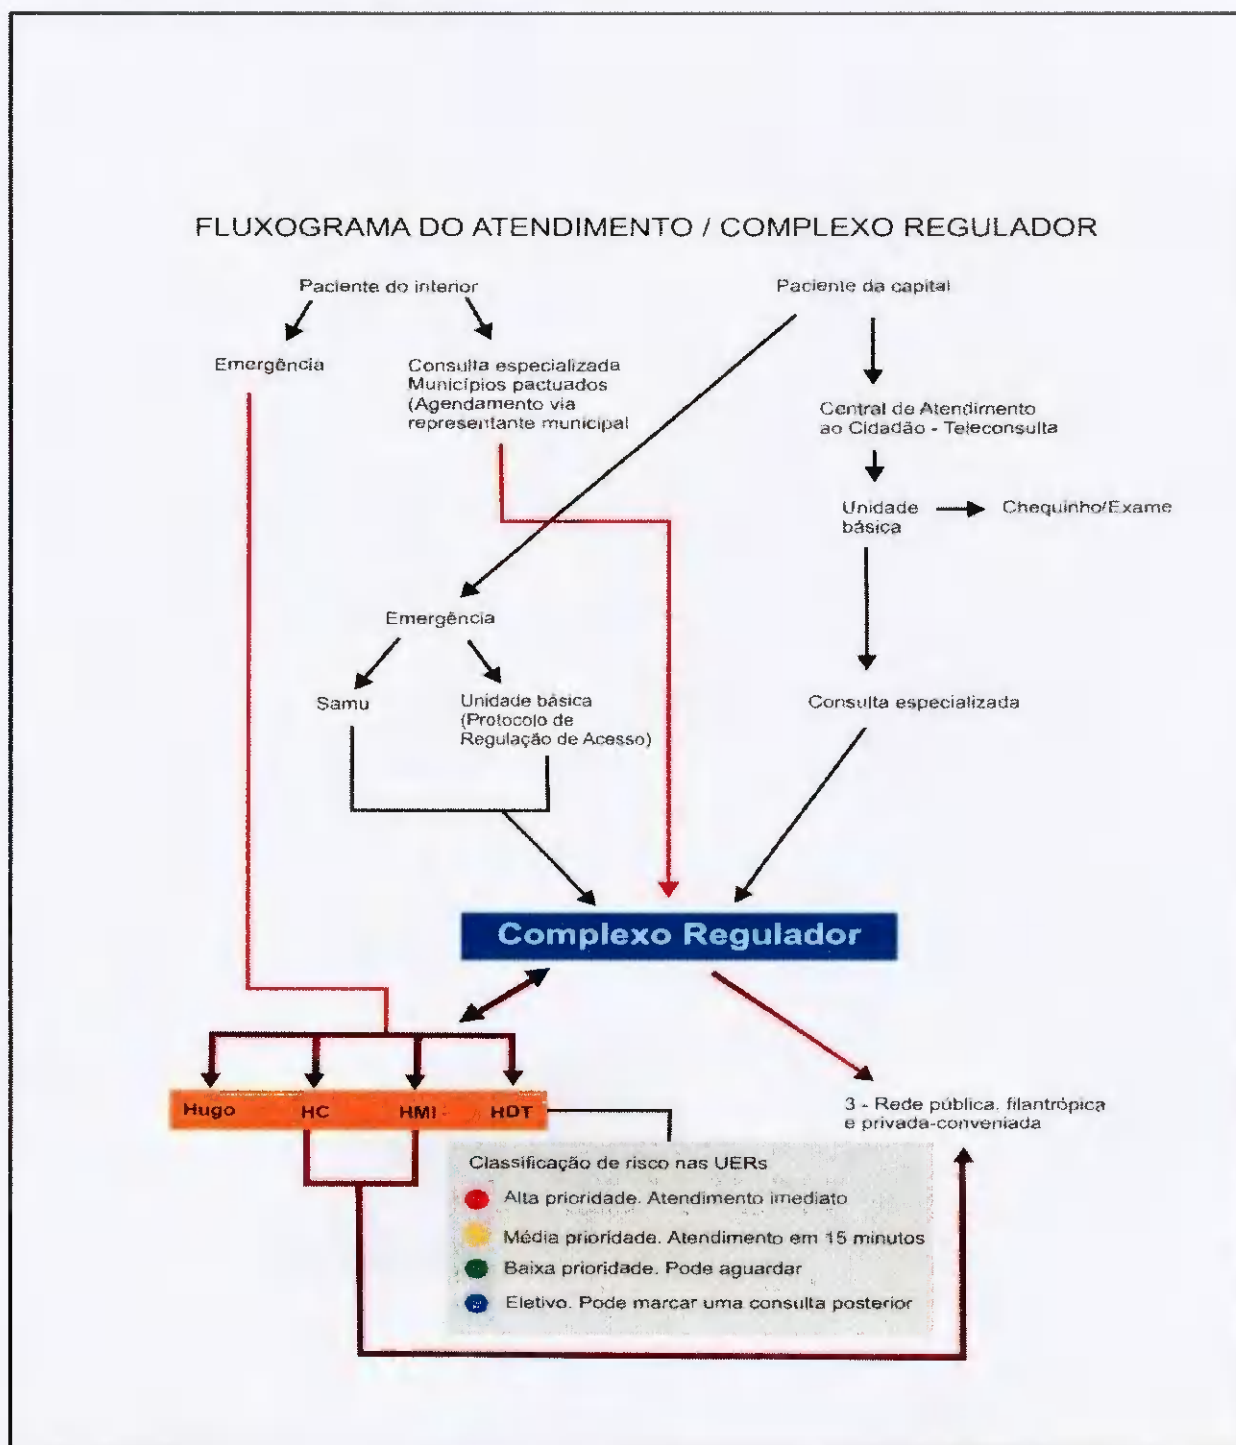 FLUXOGRAMA DO ATENDIMENTO / COMPLEXO REGULADOR
Paciente do interior
Paciente da capital
Emergência
Consulta especializada
Municípios pactuados
(Agendamento via
representante municipal
Central de Atendimento
ao Cidadão - Teleconsulta
Unidade
básica
Chequinho/Exame
Emergência
Samu
Unidade básica
(Protocolo de
Regulação de Acesso)
Consulta especializada
Complexo Regulador
Hugo
HC
HMI
HDT
3 - Rede pública, filantrópica
e privada-conveniada
Classificação de risco nas UERs
Alta prioridade. Atendimento imediato
Média prioridade. Atendimento em 15 minutos
Baixa prioridade. Pode aguardar
Eletivo. Pode marcar uma consulta posterior